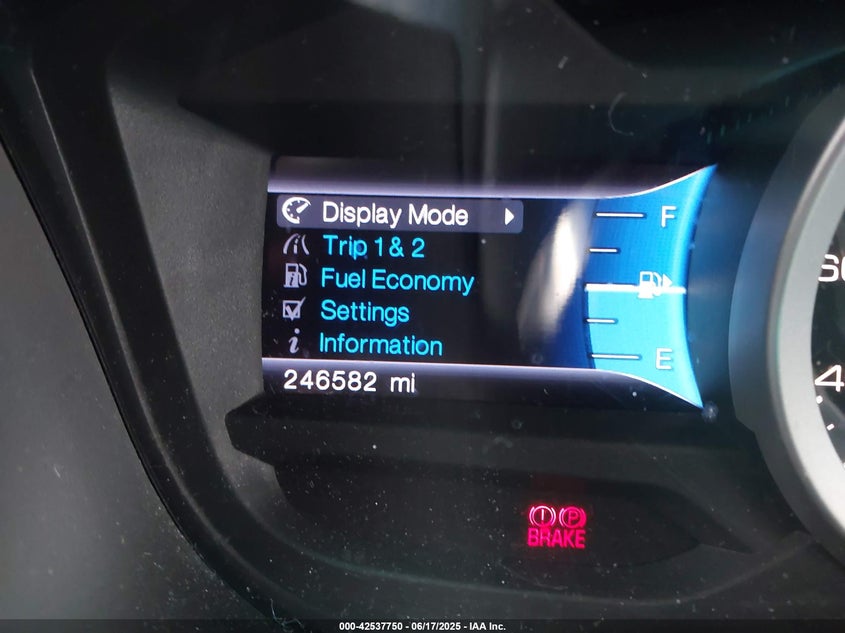 Display Mode
Trip 1 & 2
Fuel Economy
Settings
Information
246582 mi
F
E
P
BRAKE
4
000-42537750 - 06/17/2025 - IAA Inc.